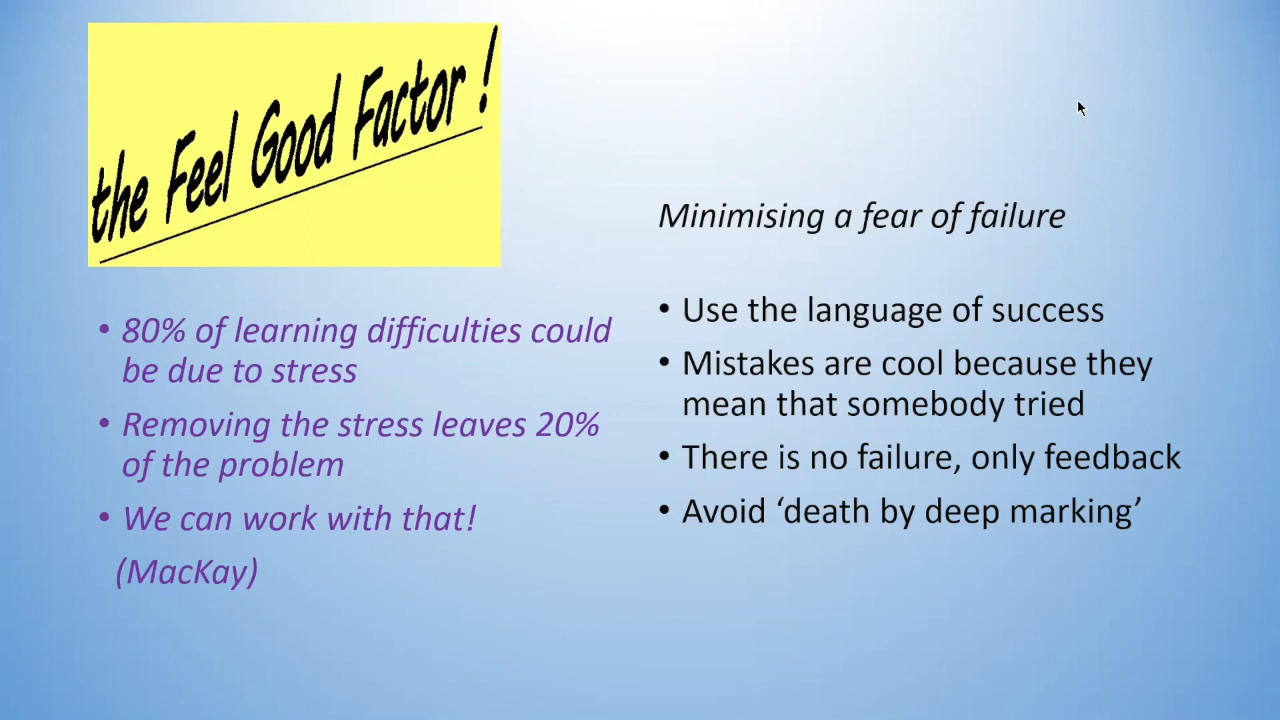 the Feel Good Factor !
• 80% of learning difficulties could
be due to stress
• Removing the stress leaves 20%
of the problem
• We can work with that!
(MacKay)
Minimising a fear of failure
• Use the language of success
• Mistakes are cool because they
mean that somebody tried
• There is no failure, only feedback
• Avoid ‘death by deep marking’